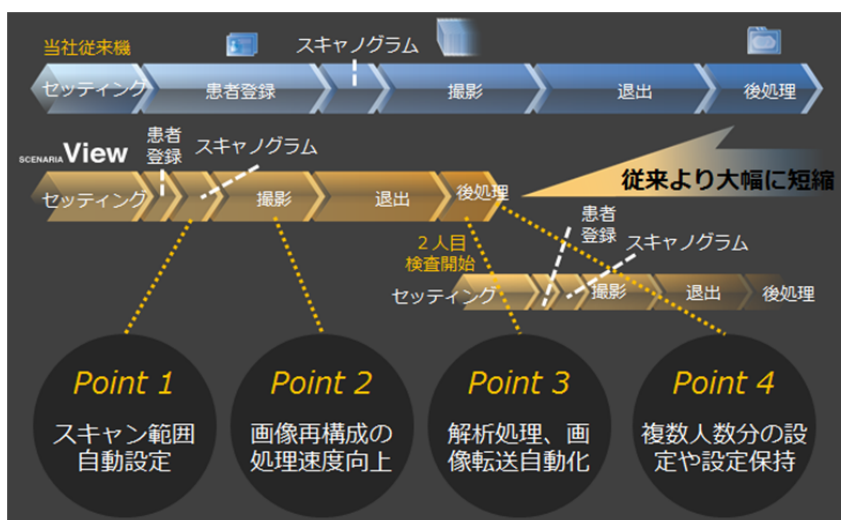 当社従来機
スキャノグラム
セッティング
患者登録
撮影
退出
後処理
SCENARIA View
患者
登録
スキャノグラム
セッティング
撮影
退出
後処理
従来より大幅に短縮
2人目
検査開始
患者
登録
スキャノグラム
セッティング
撮影
退出
後処理
Point 1
スキャン範囲
自動設定
Point 2
画像再構成の
処理速度向上
Point 3
解析処理、画
像転送自動化
Point 4
複数人数分の設
定や設定保持